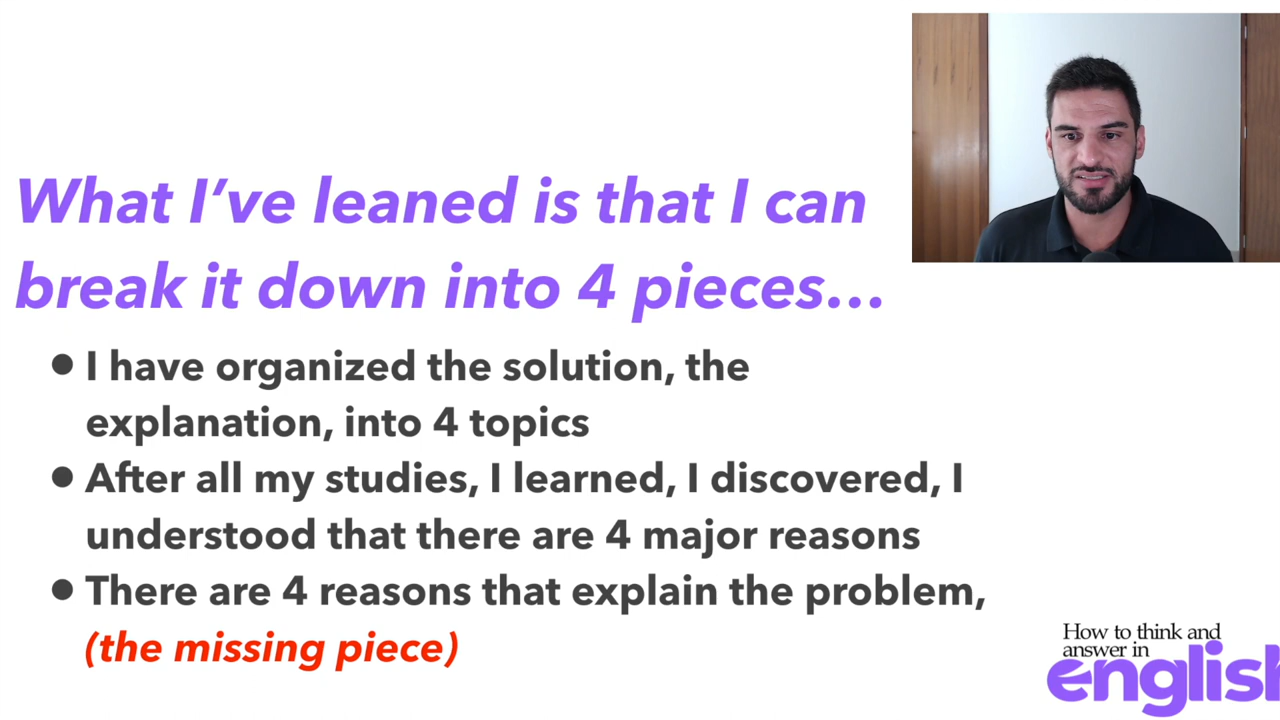 What I’ve leaned is that I can
break it down into 4 pieces...
• I have organized the solution, the
explanation, into 4 topics
• After all my studies, I learned, I discovered, I
understood that there are 4 major reasons
• There are 4 reasons that explain the problem,
(the missing piece)
How to think and
answer in
english